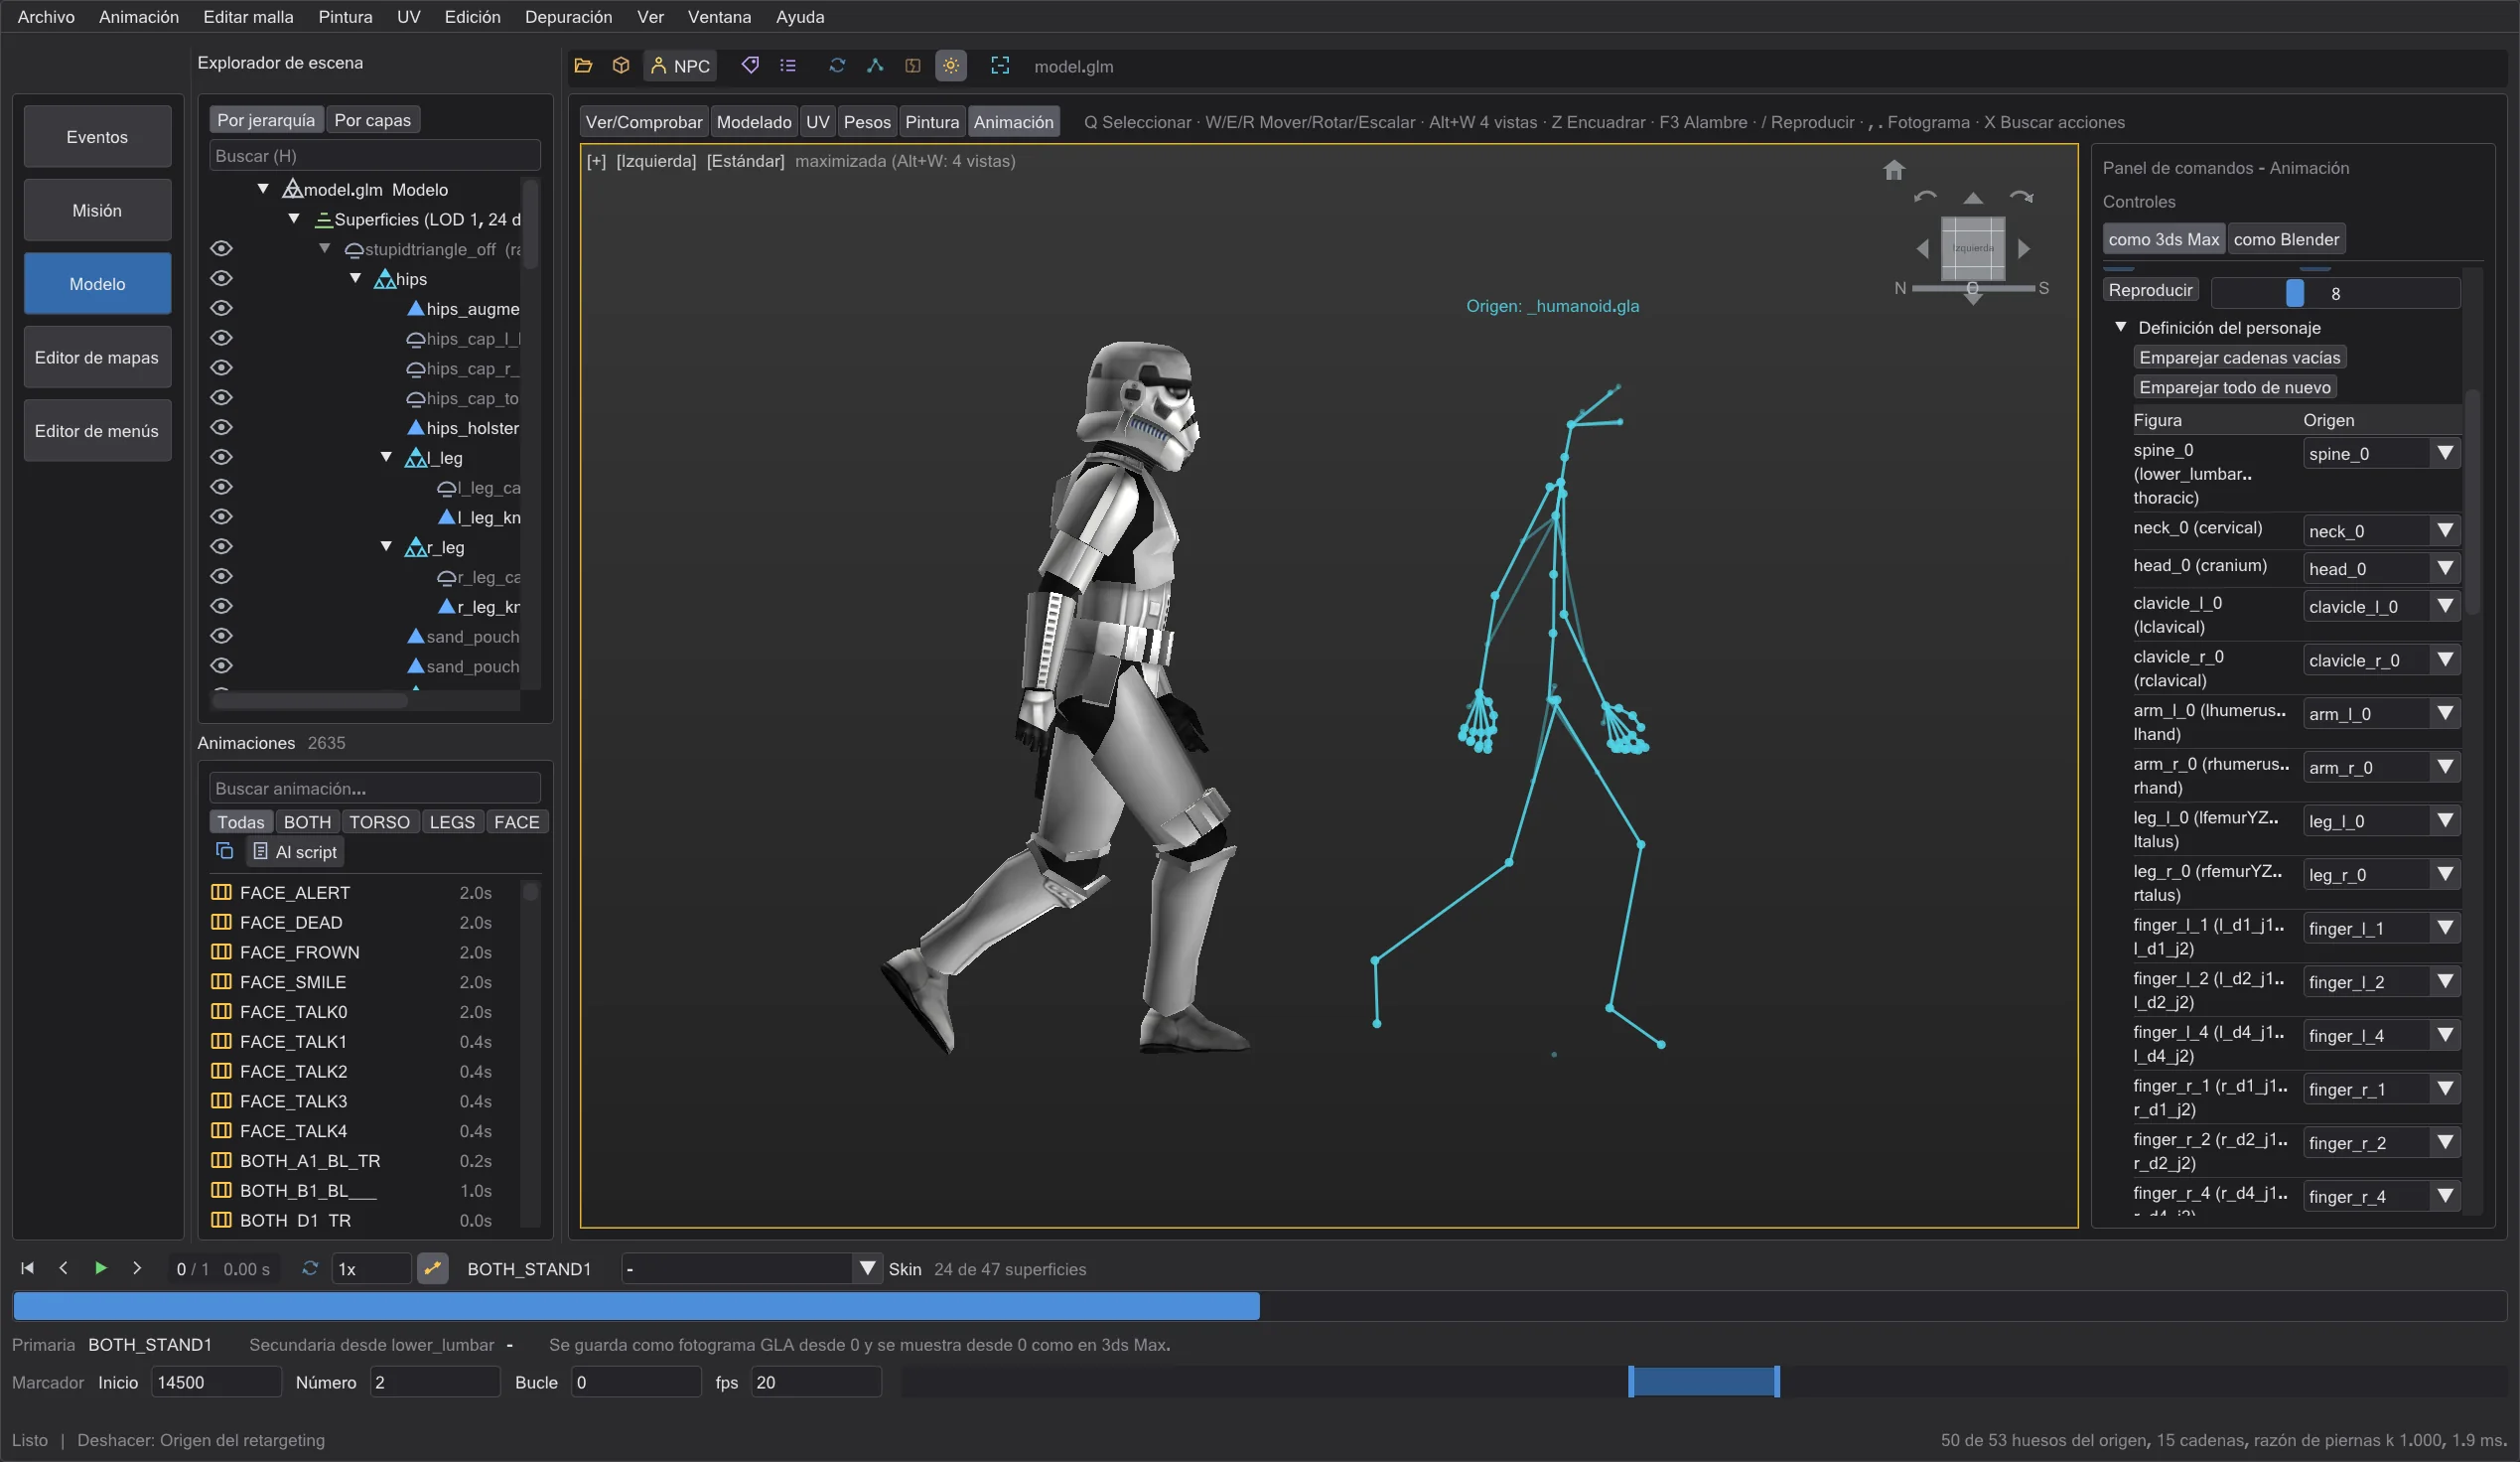 Archivo Animación Editar malla Pintura UV Edición Depuración Ver Ventana Ayuda
Explorador de escena
NPC
model.glm
Eventos
Misión
Modelo
Editor de mapas
Editor de menús
Por jerarquía Por capas
Buscar (H)
model.glm Modelo
Superficies (LOD 1, 24 d
stupidtriangle_off (ra
hips
hips_augme
hips_cap_l_l
hips_cap_r_
hips_cap_to
hips_holster
l_leg
l_leg_ca
l_leg_kn
r_leg
r_leg_ca
r_leg_kn
sand_pouch
sand_pouch
Animaciones 2635
Buscar animación...
Todas BOTH TORSO LEGS FACE
AI script
FACE_ALERT 2.0s
FACE_DEAD 2.0s
FACE_FROWN 2.0s
FACE_SMILE 2.0s
FACE_TALK0 2.0s
FACE_TALK1 0.4s
FACE_TALK2 0.4s
FACE_TALK3 0.4s
FACE_TALK4 0.4s
BOTH_A1_BL_TR 0.2s
BOTH_B1_BL___ 1.0s
BOTH_D1_TR 0.0s
Ver/Comprobar Modelado UV Pesos Pintura Animación Q Seleccionar · W/E/R Mover/Rotar/Escalar · Alt+W 4 vistas · Z Encuadrar · F3 Alambre · / Reproducir · , . Fotograma · X Buscar acciones
[+] [Izquierda] [Estándar] maximizada (Alt+W: 4 vistas)
Izquierda
N O S
Origen: _humanoid.gla
Panel de comandos - Animación
Controles
como 3ds Max como Blender
Reproducir 8
Definición del personaje
Emparejar cadenas vacías
Emparejar todo de nuevo
Figura Origen
spine_0 (lower_lumbar.. thoracic) spine_0
neck_0 (cervical) neck_0
head_0 (cranium) head_0
clavicle_l_0 (lclavical) clavicle_l_0
clavicle_r_0 (rclavical) clavicle_r_0
arm_l_0 (lhumerus.. lhand) arm_l_0
arm_r_0 (rhumerus.. rhand) arm_r_0
leg_l_0 (lfemurYZ.. ltalus) leg_l_0
leg_r_0 (rfemurYZ.. rtalus) leg_r_0
finger_l_1 (l_d1_j1.. l_d1_j2) finger_l_1
finger_l_2 (l_d2_j1.. l_d2_j2) finger_l_2
finger_l_4 (l_d4_j1.. l_d4_j2) finger_l_4
finger_r_1 (r_d1_j1.. r_d1_j2) finger_r_1
finger_r_2 (r_d2_j1.. r_d2_j2) finger_r_2
finger_r_4 (r_d4_j1.. r_d4_j2) finger_r_4
0 / 1 0.00 s 1x BOTH_STAND1 - Skin 24 de 47 superficies
Primaria BOTH_STAND1 Secundaria desde lower_lumbar - Se guarda como fotograma GLA desde 0 y se muestra desde 0 como en 3ds Max.
Marcador Inicio 14500 Número 2 Bucle 0 fps 20
Listo | Deshacer: Origen del retargeting
50 de 53 huesos del origen, 15 cadenas, razón de piernas k 1.000, 1.9 ms.